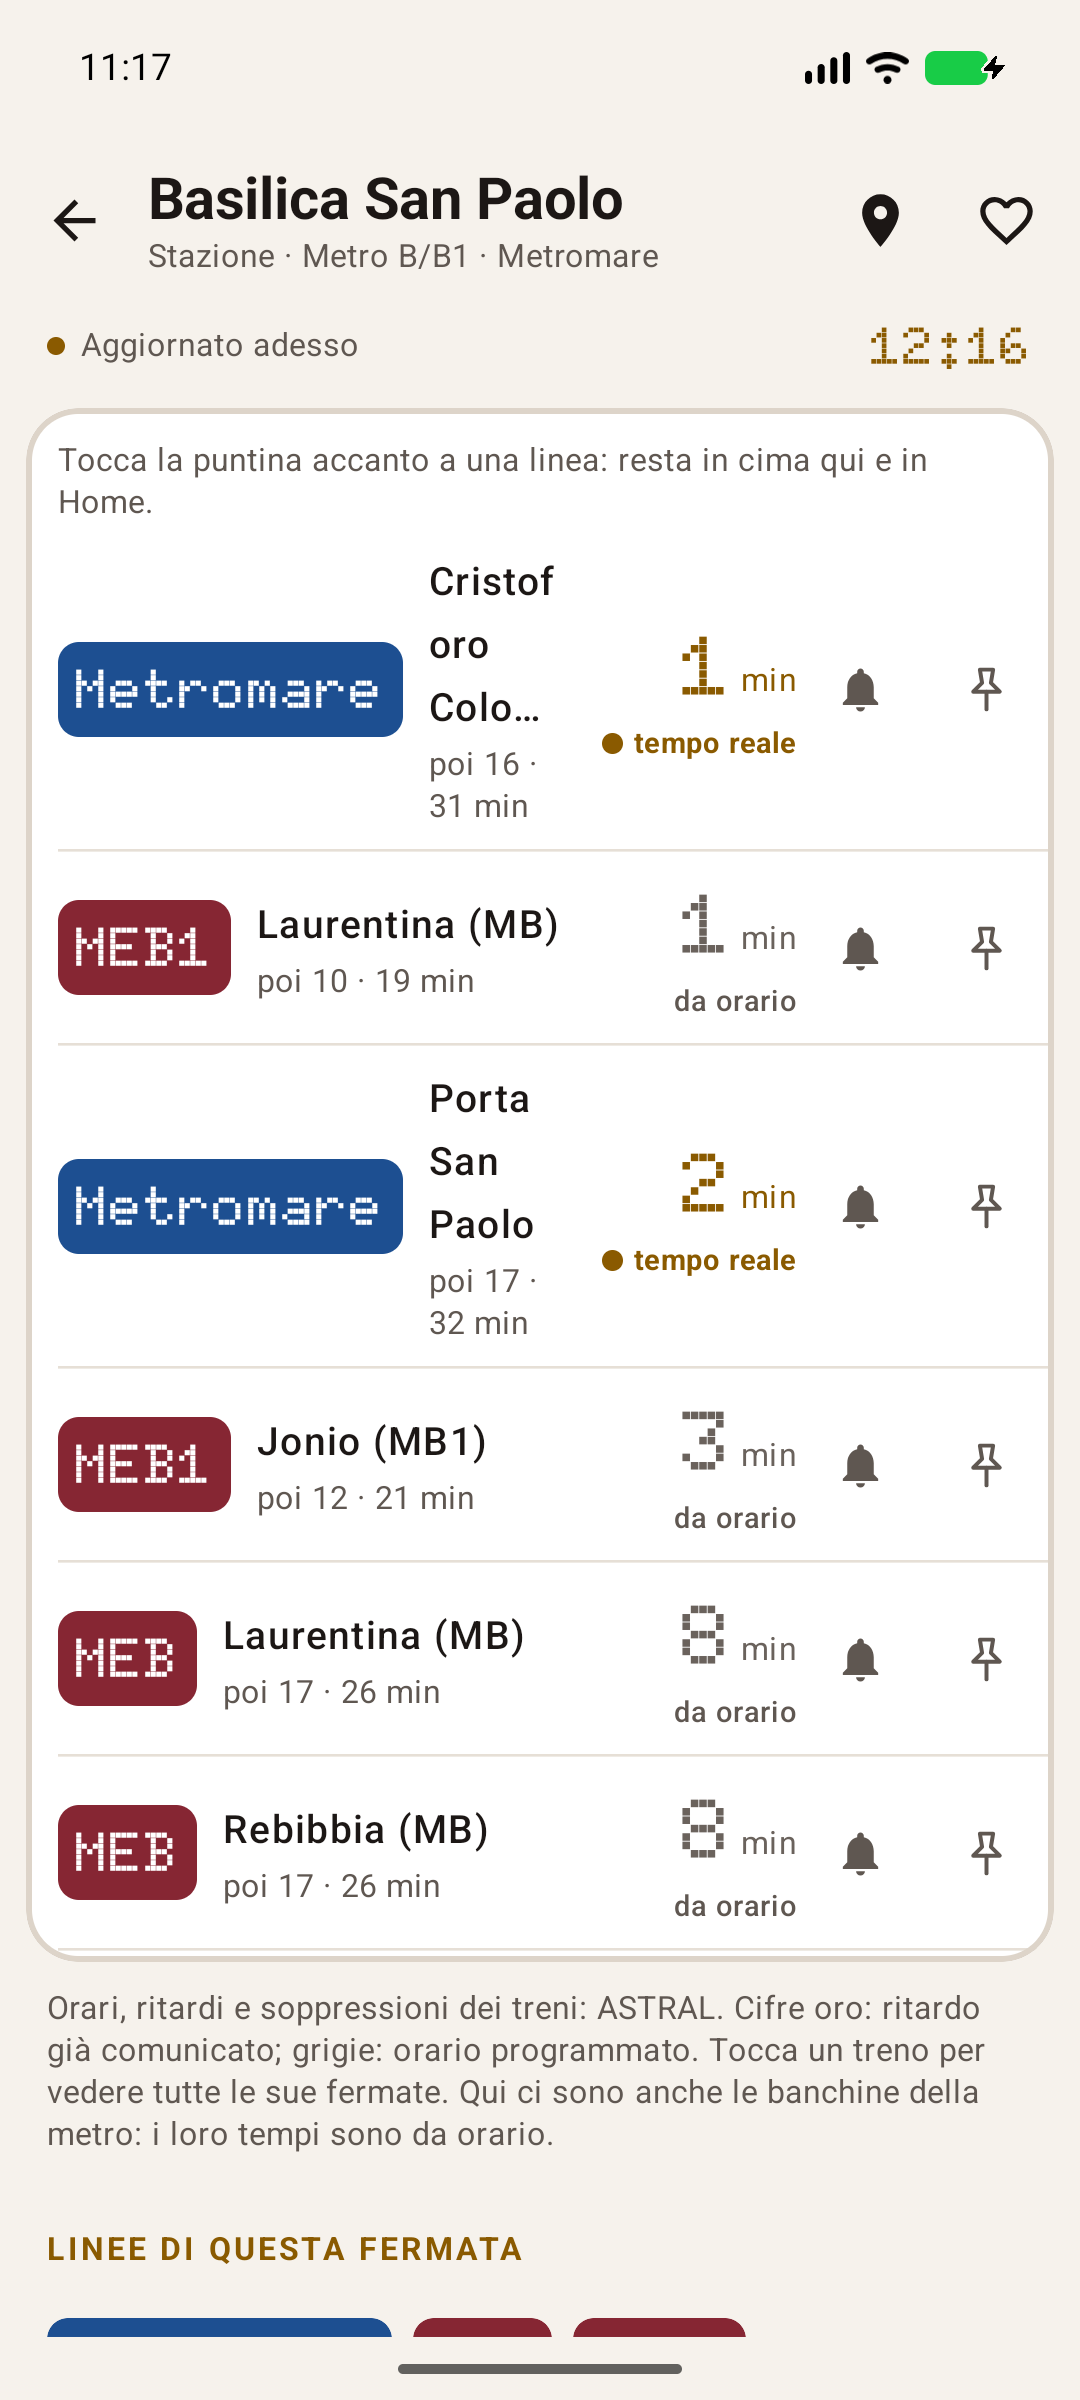 11:17
Basilica San Paolo
Stazione · Metro B/B1 · Metromare
Aggiornato adesso
12:16
Tocca la puntina accanto a una linea: resta in cima qui e in
Home.
Metromare
Cristof
oro
Colo…
poi 16 ·
31 min
1 min
tempo reale
MEB1
Laurentina (MB)
poi 10 · 19 min
1 min
da orario
Metromare
Porta
San
Paolo
poi 17 ·
32 min
2 min
tempo reale
MEB1
Jonio (MB1)
poi 12 · 21 min
3 min
da orario
MEB
Laurentina (MB)
poi 17 · 26 min
8 min
da orario
MEB
Rebibbia (MB)
poi 17 · 26 min
8 min
da orario
Orari, ritardi e soppressioni dei treni: ASTRAL. Cifre oro: ritardo
già comunicato; grigie: orario programmato. Tocca un treno per
vedere tutte le sue fermate. Qui ci sono anche le banchine della
metro: i loro tempi sono da orario.
LINEE DI QUESTA FERMATA